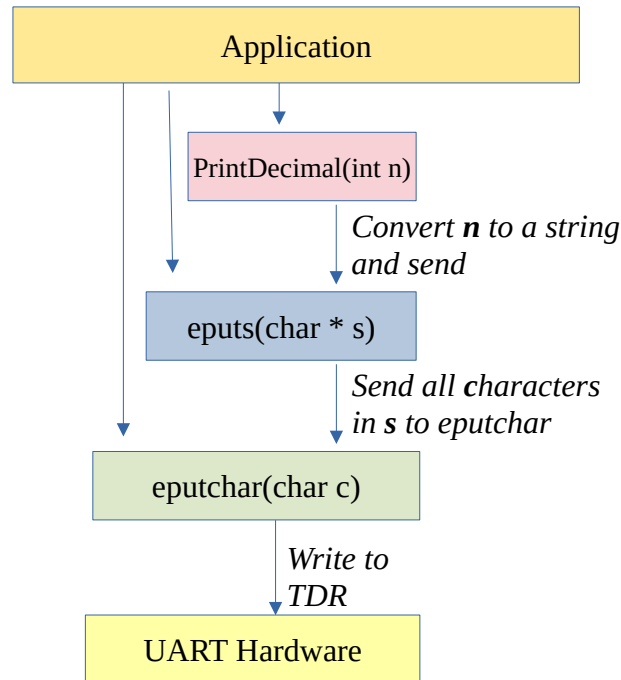 Application
PrintDecimal(int n)
Convert n to a string
and send
eputs(char * s)
Send all characters
in s to eputchar
eputchar(char c)
Write to
TDR
UART Hardware